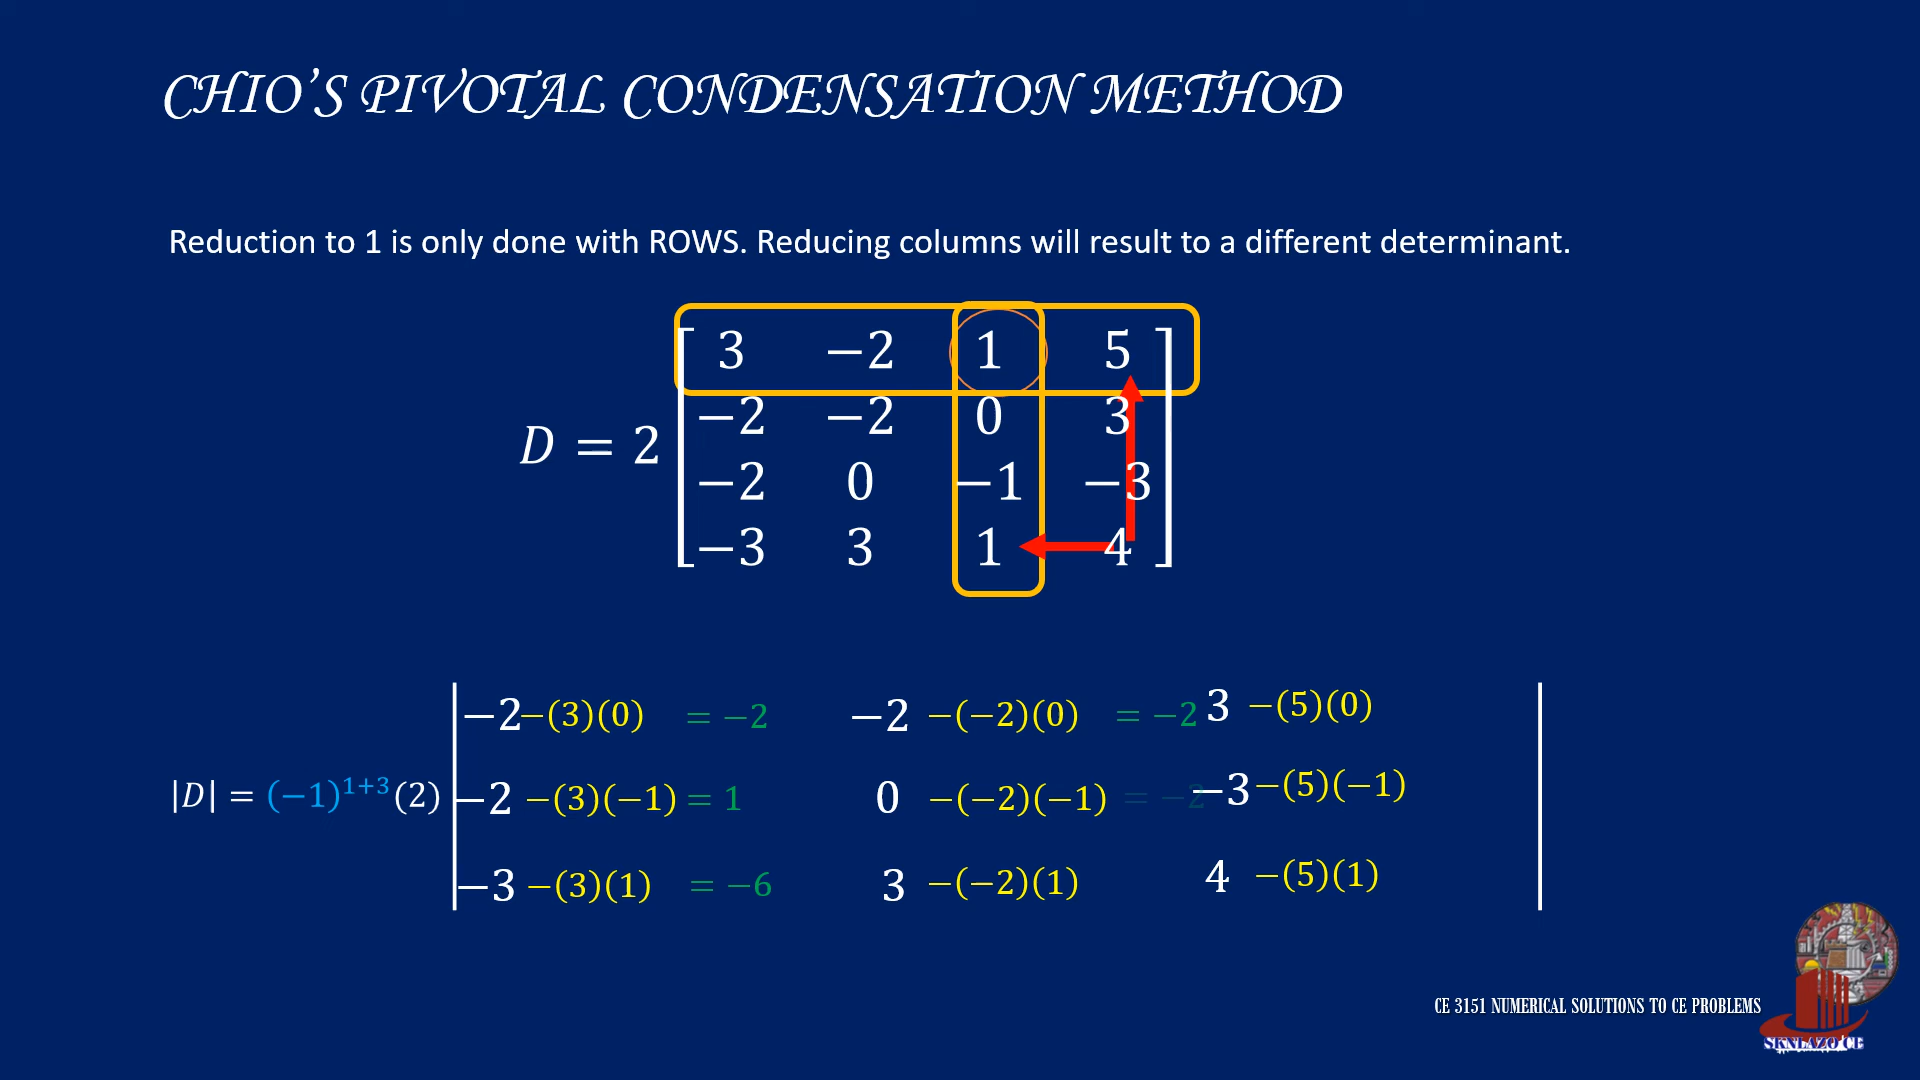 CHIO'S PIVOTAL CONDENSATION METHOD
Reduction to 1 is only done with ROWS. Reducing columns will result to a different determinant.
3 −2 1 5
−2 −2 0 3
D = 2
−2 0 −1 −3
−3 3 1 4
−2 −(3)(0) = −2 −2 −(−2)(0) = −2 3 −(5)(0)
|D| = (−1)¹⁺³(2) −2 −(3)(−1) = 1 0 −(−2)(−1) = −2 −3 −(5)(−1)
−3 −(3)(1) = −6 3 −(−2)(1) 4 −(5)(1)
CE 3151 NUMERICAL SOLUTIONS TO CE PROBLEMS
SKNLAZO CE